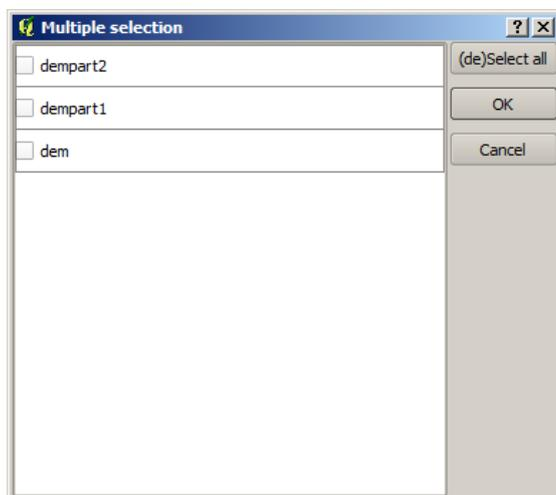 Multiple selection
dempart2
(de)Select all
dempart1
OK
dem
Cancel